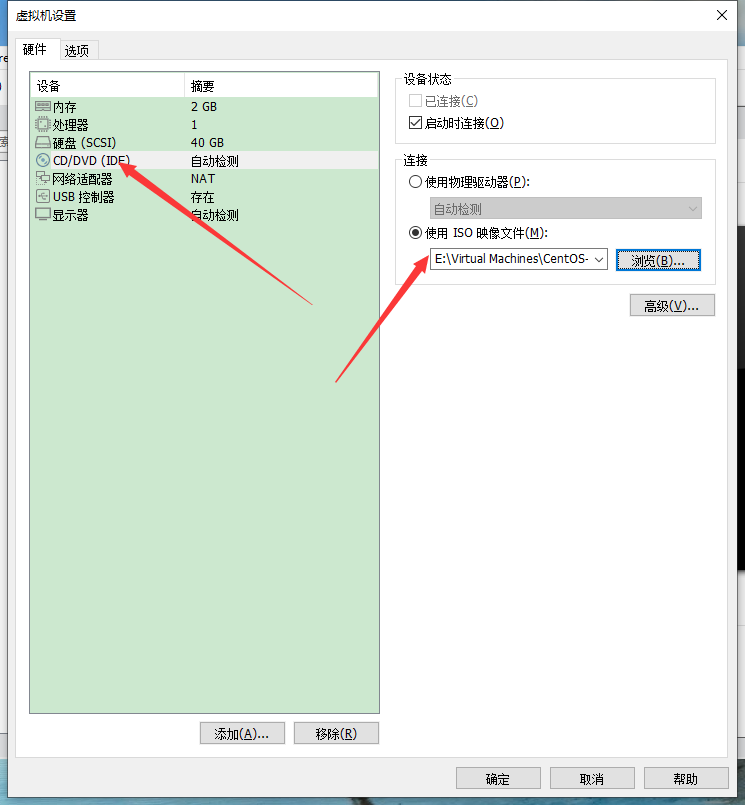 虚拟机设置
硬件 选项
设备 摘要
内存 2 GB
处理器 1
硬盘 (SCSI) 40 GB
CD/DVD (IDE) 自动检测
网络适配器 NAT
USB 控制器 存在
显示器 自动检测
添加(A)... 移除(R)
设备状态
已连接(C)
启动时连接(O)
连接
使用物理驱动器(P):
自动检测
使用 ISO 映像文件(M):
E:\Virtual Machines\CentOS- 浏览(B)...
高级(V)...
确定 取消 帮助